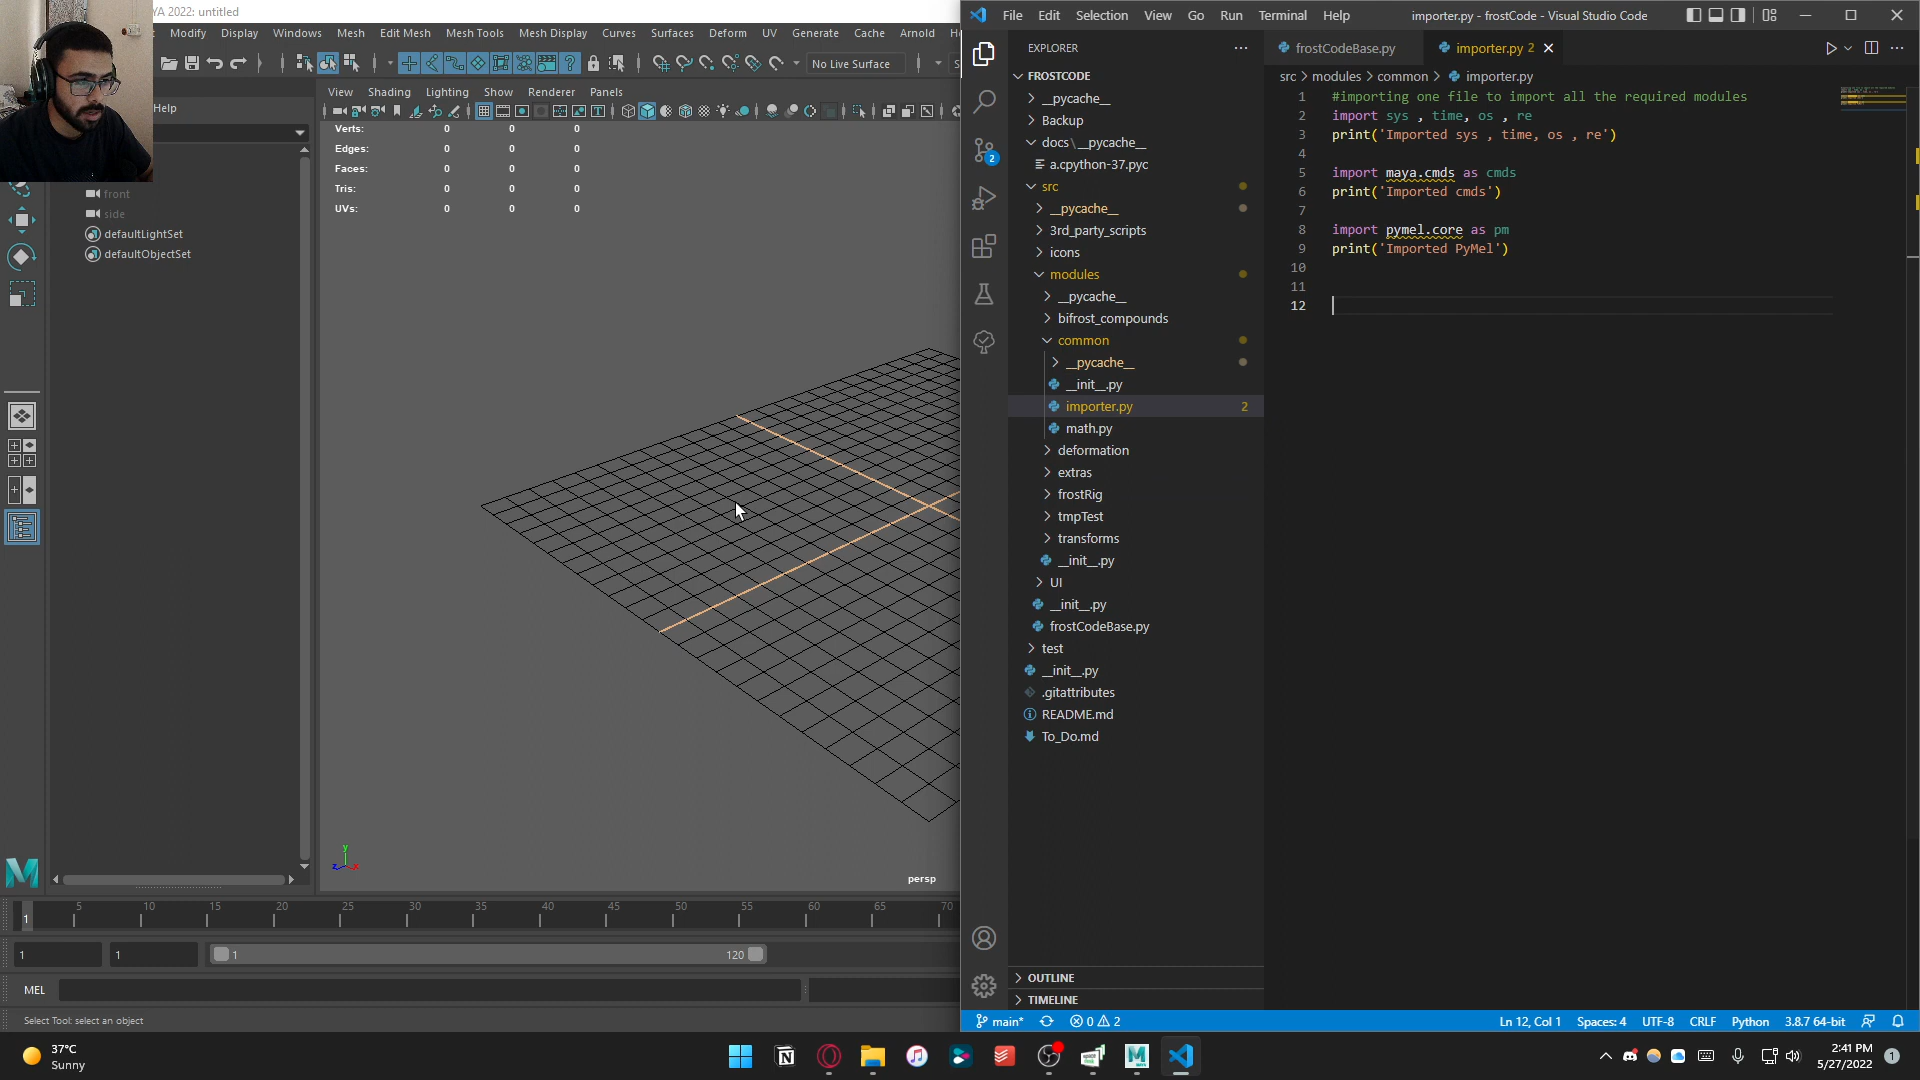 YA 2022: untitled
Modify Display Windows Mesh Edit Mesh Mesh Tools Mesh Display Curves Surfaces Deform UV Generate Cache Arnold He
No Live Surface
Help
View Shading Lighting Show Renderer Panels
Verts: 0 0 0
Edges: 0 0 0
Faces: 0 0 0
Tris: 0 0 0
UVs: 0 0 0
front
side
defaultLightSet
defaultObjectSet
y
z
x
persp
1 5 10 15 20 25 30 35 40 45 50 55 60 65 70
1
1
1
120
MEL
Select Tool: select an object
File Edit Selection View Go Run Terminal Help
importer.py - frostCode - Visual Studio Code
EXPLORER
FROSTCODE
__pycache__
Backup
docs\__pycache__
a.cpython-37.pyc
src
__pycache__
3rd_party_scripts
icons
modules
__pycache__
bifrost_compounds
common
__pycache__
__init__.py
importer.py 2
math.py
deformation
extras
frostRig
tmpTest
transforms
__init__.py
UI
__init__.py
frostCodeBase.py
test
__init__.py
.gitattributes
README.md
To_Do.md
OUTLINE
TIMELINE
2
frostCodeBase.py
importer.py 2
src > modules > common > importer.py
1 #importing one file to import all the required modules
2 import sys , time, os , re
3 print('Imported sys , time, os , re')
4
5 import maya.cmds as cmds
6 print('Imported cmds')
7
8 import pymel.core as pm
9 print('Imported PyMel')
10
11
12
main* 0 2
Ln 12, Col 1 Spaces: 4 UTF-8 CRLF Python 3.8.7 64-bit
37°C
Sunny
2:41 PM
5/27/2022
1